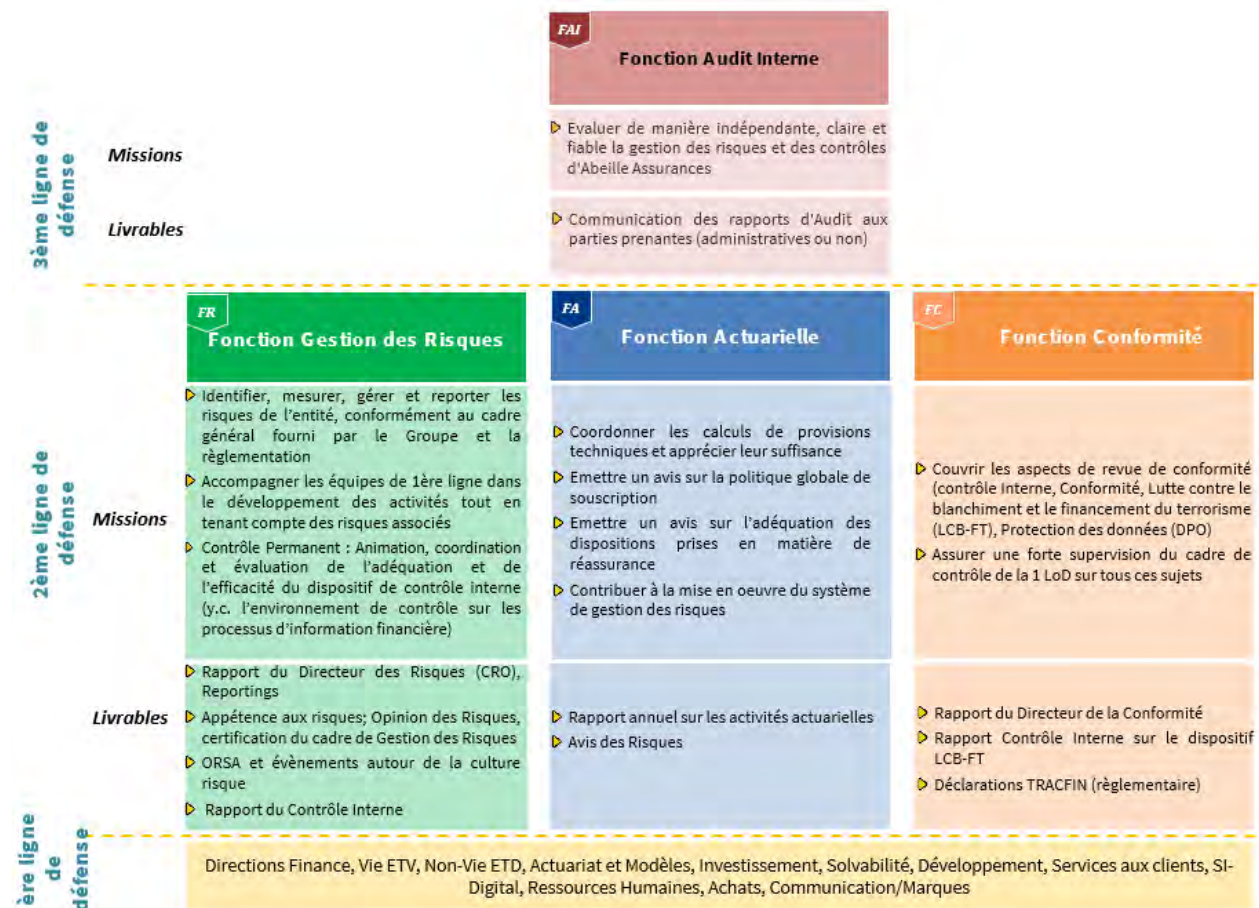 FAI
Fonction Audit Interne
3ème ligne de
défense
Missions
Evaluer de manière indépendante, claire et
fiable la gestion des risques et des contrôles
d'Abeille Assurances
Livrables
Communication des rapports d'Audit aux
parties prenantes (administratives ou non)
2ème ligne de
défense
FR
Fonction Gestion des Risques
FA
Fonction Actuarielle
FC
Fonction Conformité
Missions
Identifier, mesurer, gérer et reporter les
risques de l'entité, conformément au cadre
général fourni par le Groupe et la
règlementation
Accompagner les équipes de 1ère ligne dans
le développement des activités tout en
tenant compte des risques associés
Contrôle Permanent : Animation, coordination
et évaluation de l'adéquation et de
l'efficacité du dispositif de contrôle interne
(y.c. l'environnement de contrôle sur les
processus d'information financière)
Coordonner les calculs de provisions
techniques et apprécier leur suffisance
Emettre un avis sur la politique globale de
souscription
Emettre un avis sur l'adéquation des
dispositions prises en matière de
réassurance
Contribuer à la mise en oeuvre du système
de gestion des risques
Couvrir les aspects de revue de conformité
(contrôle Interne, Conformité, Lutte contre le
blanchiment et le financement du terrorisme
(LCB-FT), Protection des données (DPO)
Assurer une forte supervision du cadre de
contrôle de la 1 LoD sur tous ces sujets
Livrables
Rapport du Directeur des Risques (CRO),
Reportings
Appétence aux risques; Opinion des Risques,
certification du cadre de Gestion des Risques
ORSA et évènements autour de la culture
risque
Rapport du Contrôle Interne
Rapport annuel sur les activités actuarielles
Avis des Risques
Rapport du Directeur de la Conformité
Rapport Contrôle Interne sur le dispositif
LCB-FT
Déclarations TRACFIN (règlementaire)
ère ligne
de
défense
Directions Finance, Vie ETV, Non-Vie ETD, Actuariat et Modèles, Investissement, Solvabilité, Développement, Services aux clients, SI-
Digital, Ressources Humaines, Achats, Communication/Marques